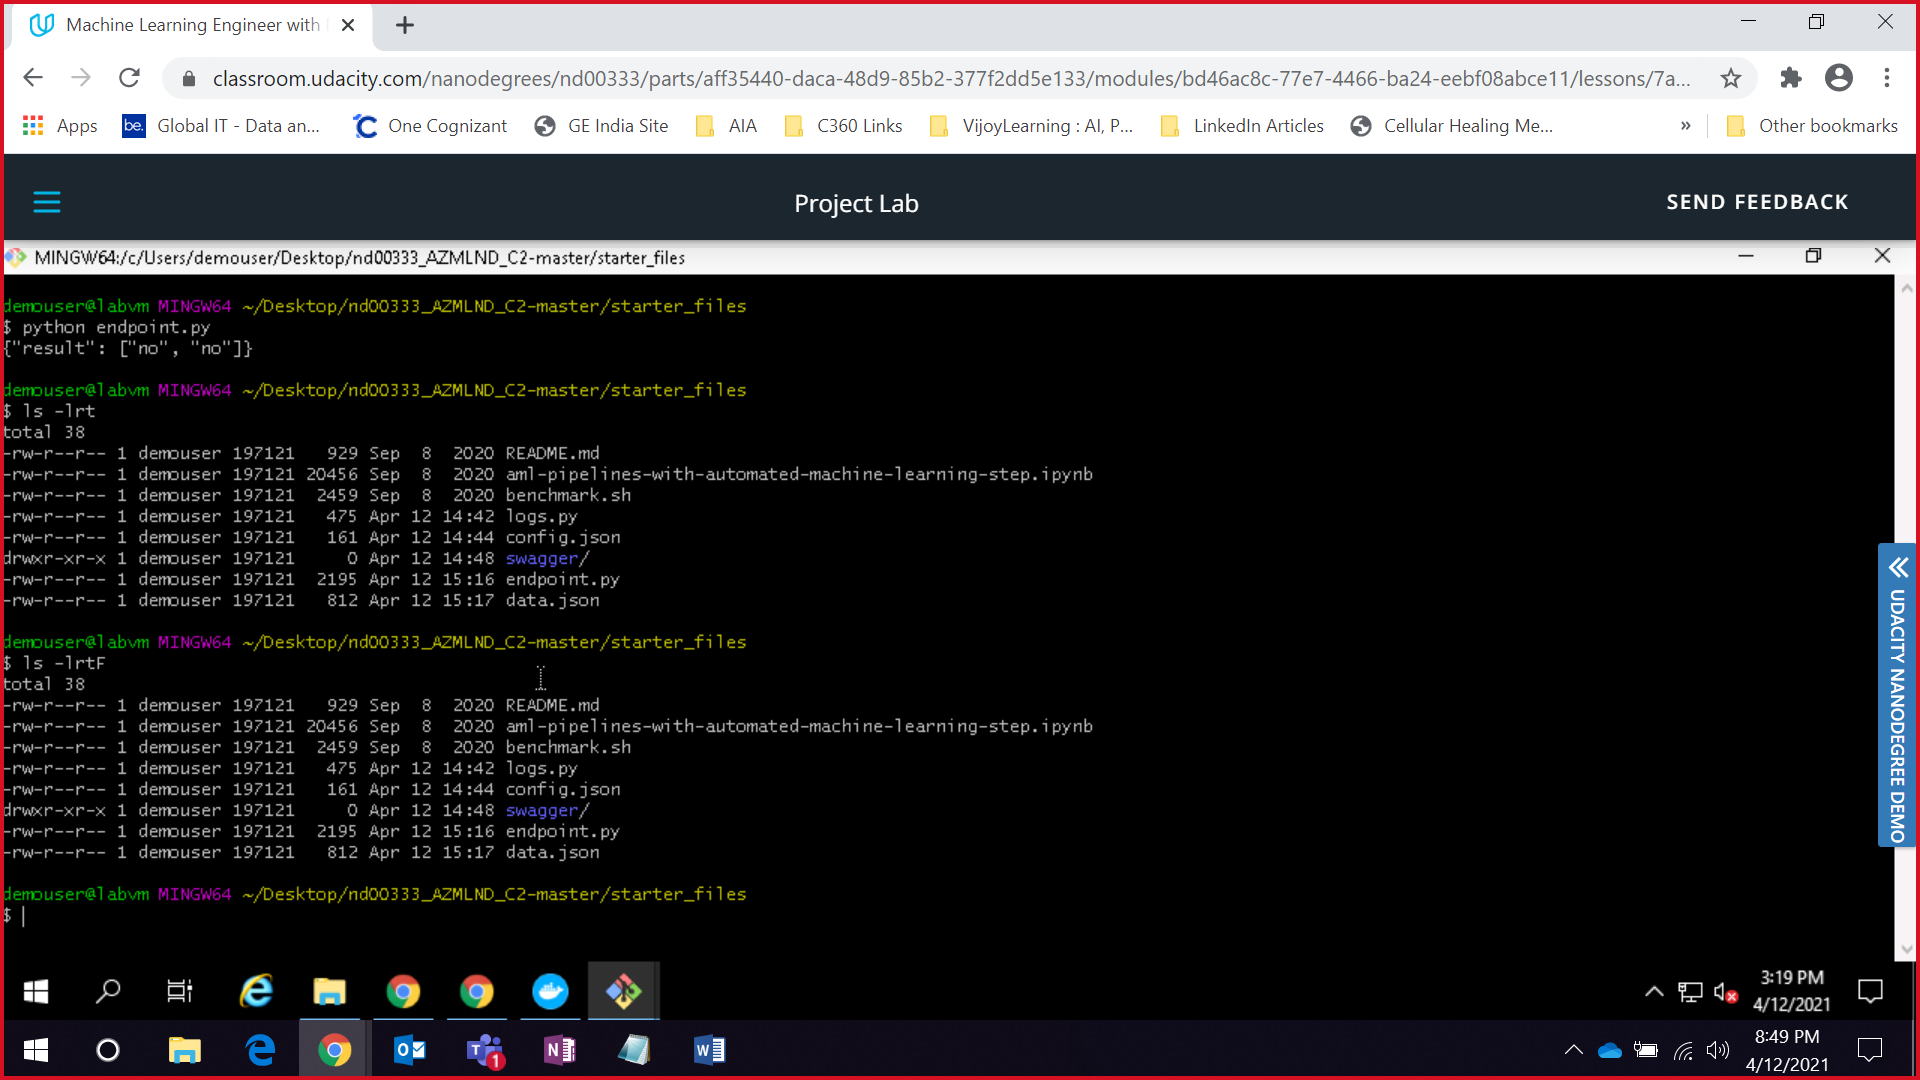 Machine Learning Engineer with
classroom.udacity.com/nanodegrees/nd00333/parts/aff35440-daca-48d9-85b2-377f2dd5e133/modules/bd46ac8c-77e7-4466-ba24-eebf08abce11/lessons/7a...
Apps be. Global IT - Data an... One Cognizant GE India Site AIA C360 Links VijoyLearning : AI, P... LinkedIn Articles Cellular Healing Me... » Other bookmarks
Project Lab SEND FEEDBACK
MINGW64:/c/Users/demouser/Desktop/nd00333_AZMLND_C2-master/starter_files
demouser@labvm MINGW64 ~/Desktop/nd00333_AZMLND_C2-master/starter_files
$ python endpoint.py
{"result": ["no", "no"]}
demouser@labvm MINGW64 ~/Desktop/nd00333_AZMLND_C2-master/starter_files
$ ls -lrt
total 38
-rw-r--r-- 1 demouser 197121 929 Sep 8 2020 README.md
-rw-r--r-- 1 demouser 197121 20456 Sep 8 2020 aml-pipelines-with-automated-machine-learning-step.ipynb
-rw-r--r-- 1 demouser 197121 2459 Sep 8 2020 benchmark.sh
-rw-r--r-- 1 demouser 197121 475 Apr 12 14:42 logs.py
-rw-r--r-- 1 demouser 197121 161 Apr 12 14:44 config.json
drwxr-xr-x 1 demouser 197121 0 Apr 12 14:48 swagger/
-rw-r--r-- 1 demouser 197121 2195 Apr 12 15:16 endpoint.py
-rw-r--r-- 1 demouser 197121 812 Apr 12 15:17 data.json
demouser@labvm MINGW64 ~/Desktop/nd00333_AZMLND_C2-master/starter_files
$ ls -lrtF
total 38
-rw-r--r-- 1 demouser 197121 929 Sep 8 2020 README.md
-rw-r--r-- 1 demouser 197121 20456 Sep 8 2020 aml-pipelines-with-automated-machine-learning-step.ipynb
-rw-r--r-- 1 demouser 197121 2459 Sep 8 2020 benchmark.sh
-rw-r--r-- 1 demouser 197121 475 Apr 12 14:42 logs.py
-rw-r--r-- 1 demouser 197121 161 Apr 12 14:44 config.json
drwxr-xr-x 1 demouser 197121 0 Apr 12 14:48 swagger/
-rw-r--r-- 1 demouser 197121 2195 Apr 12 15:16 endpoint.py
-rw-r--r-- 1 demouser 197121 812 Apr 12 15:17 data.json
demouser@labvm MINGW64 ~/Desktop/nd00333_AZMLND_C2-master/starter_files
$
UDACITY NANODEGREE DEMO
3:19 PM
4/12/2021
8:49 PM
4/12/2021